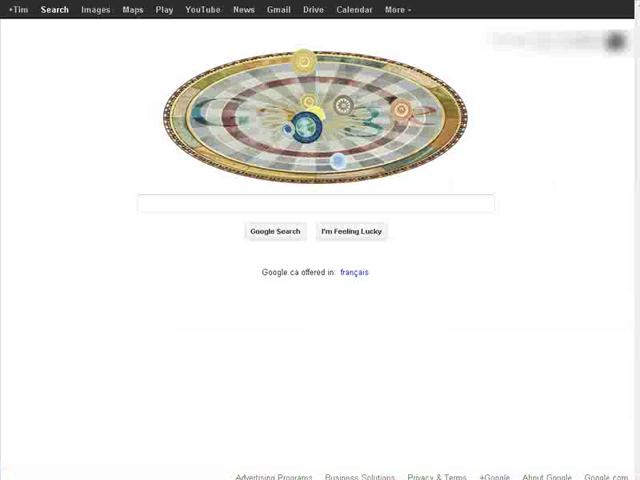 +Tim Search Images Maps Play YouTube News Gmail Drive Calendar More
Google Search I'm Feeling Lucky
Google.ca offered in: français
Advertising Programs Business Solutions Privacy & Terms +Google About Google Google.com